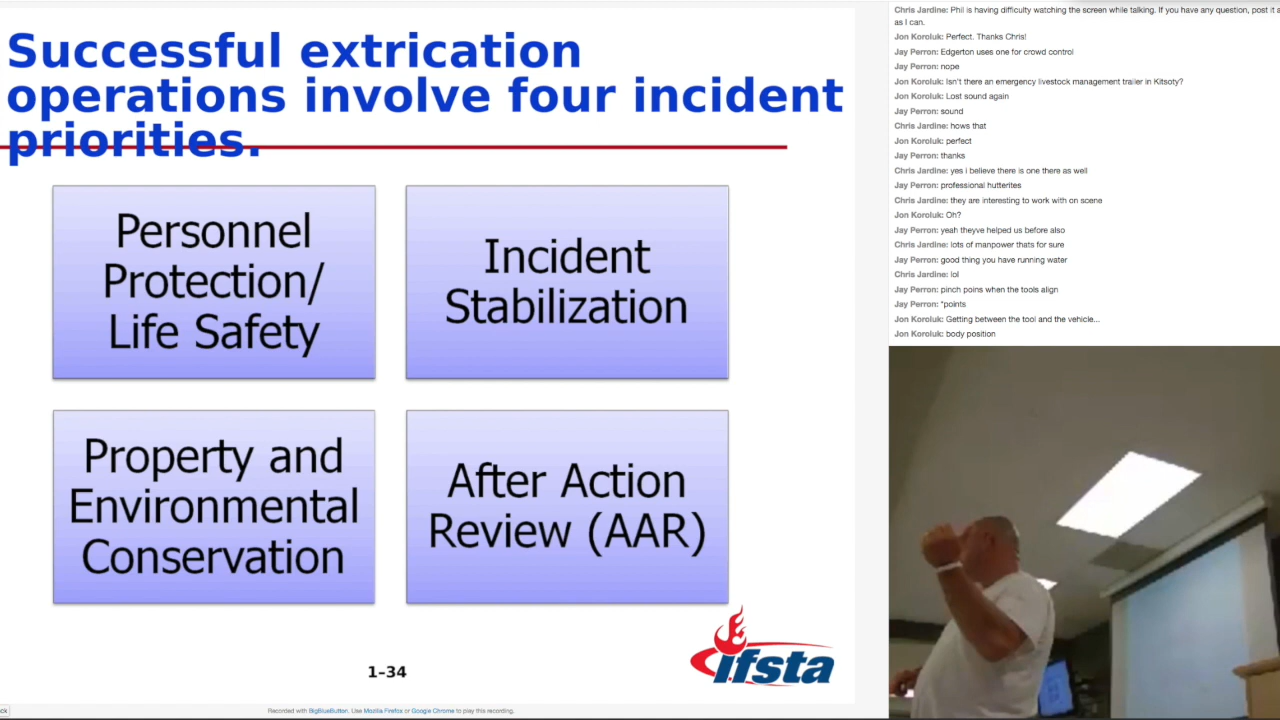 Successful extrication
operations involve four incident
priorities.
Personnel
Protection/
Life Safety
Incident
Stabilization
Property and
Environmental
Conservation
After Action
Review (AAR)
1–34
ifsta
ck
Recorded with BigBlueButton. Use Mozilla Firefox or Google Chrome to play this recording.
Chris Jardine: Phil is having difficulty watching the screen while talking. If you have any question, post it a
as I can.
Jon Koroluk: Perfect. Thanks Chris!
Jay Perron: Edgerton uses one for crowd control
Jay Perron: nope
Jon Koroluk: Isn't there an emergency livestock management trailer in Kitsoty?
Jon Koroluk: Lost sound again
Jay Perron: sound
Chris Jardine: hows that
Jon Koroluk: perfect
Jay Perron: thanks
Chris Jardine: yes i believe there is one there as well
Jay Perron: professional hutterites
Chris Jardine: they are interesting to work with on scene
Jon Koroluk: Oh?
Jay Perron: yeah theyve helped us before also
Chris Jardine: lots of manpower thats for sure
Jay Perron: good thing you have running water
Chris Jardine: lol
Jay Perron: pinch poins when the tools align
Jay Perron: *points
Jon Koroluk: Getting between the tool and the vehicle...
Jon Koroluk: body position